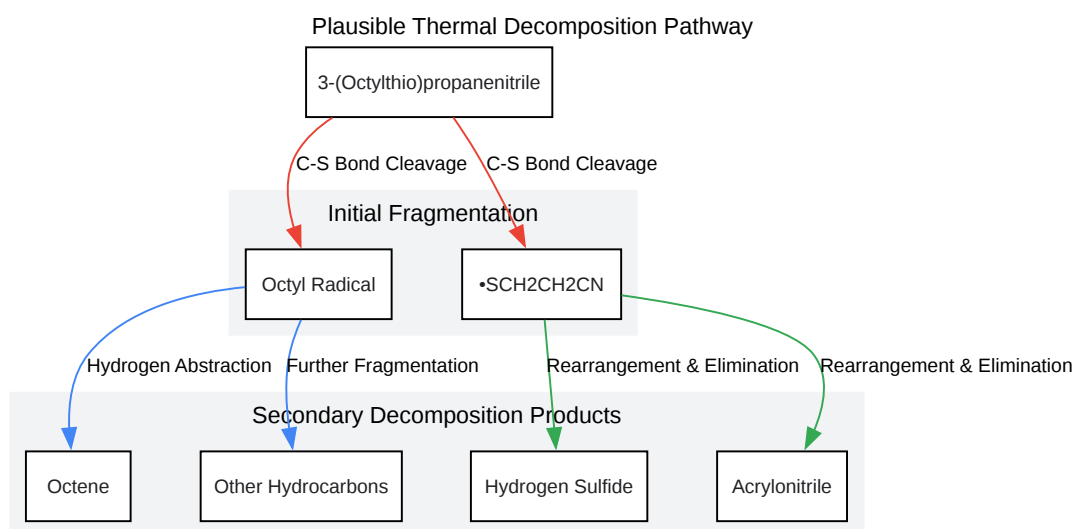 Plausible Thermal Decomposition Pathway
3-(Octylthio)propanenitrile
C-S Bond Cleavage
C-S Bond Cleavage
Initial Fragmentation
Octyl Radical
•SCH2CH2CN
Hydrogen Abstraction
Further Fragmentation
Rearrangement & Elimination
Rearrangement & Elimination
Secondary Decomposition Products
Octene
Other Hydrocarbons
Hydrogen Sulfide
Acrylonitrile